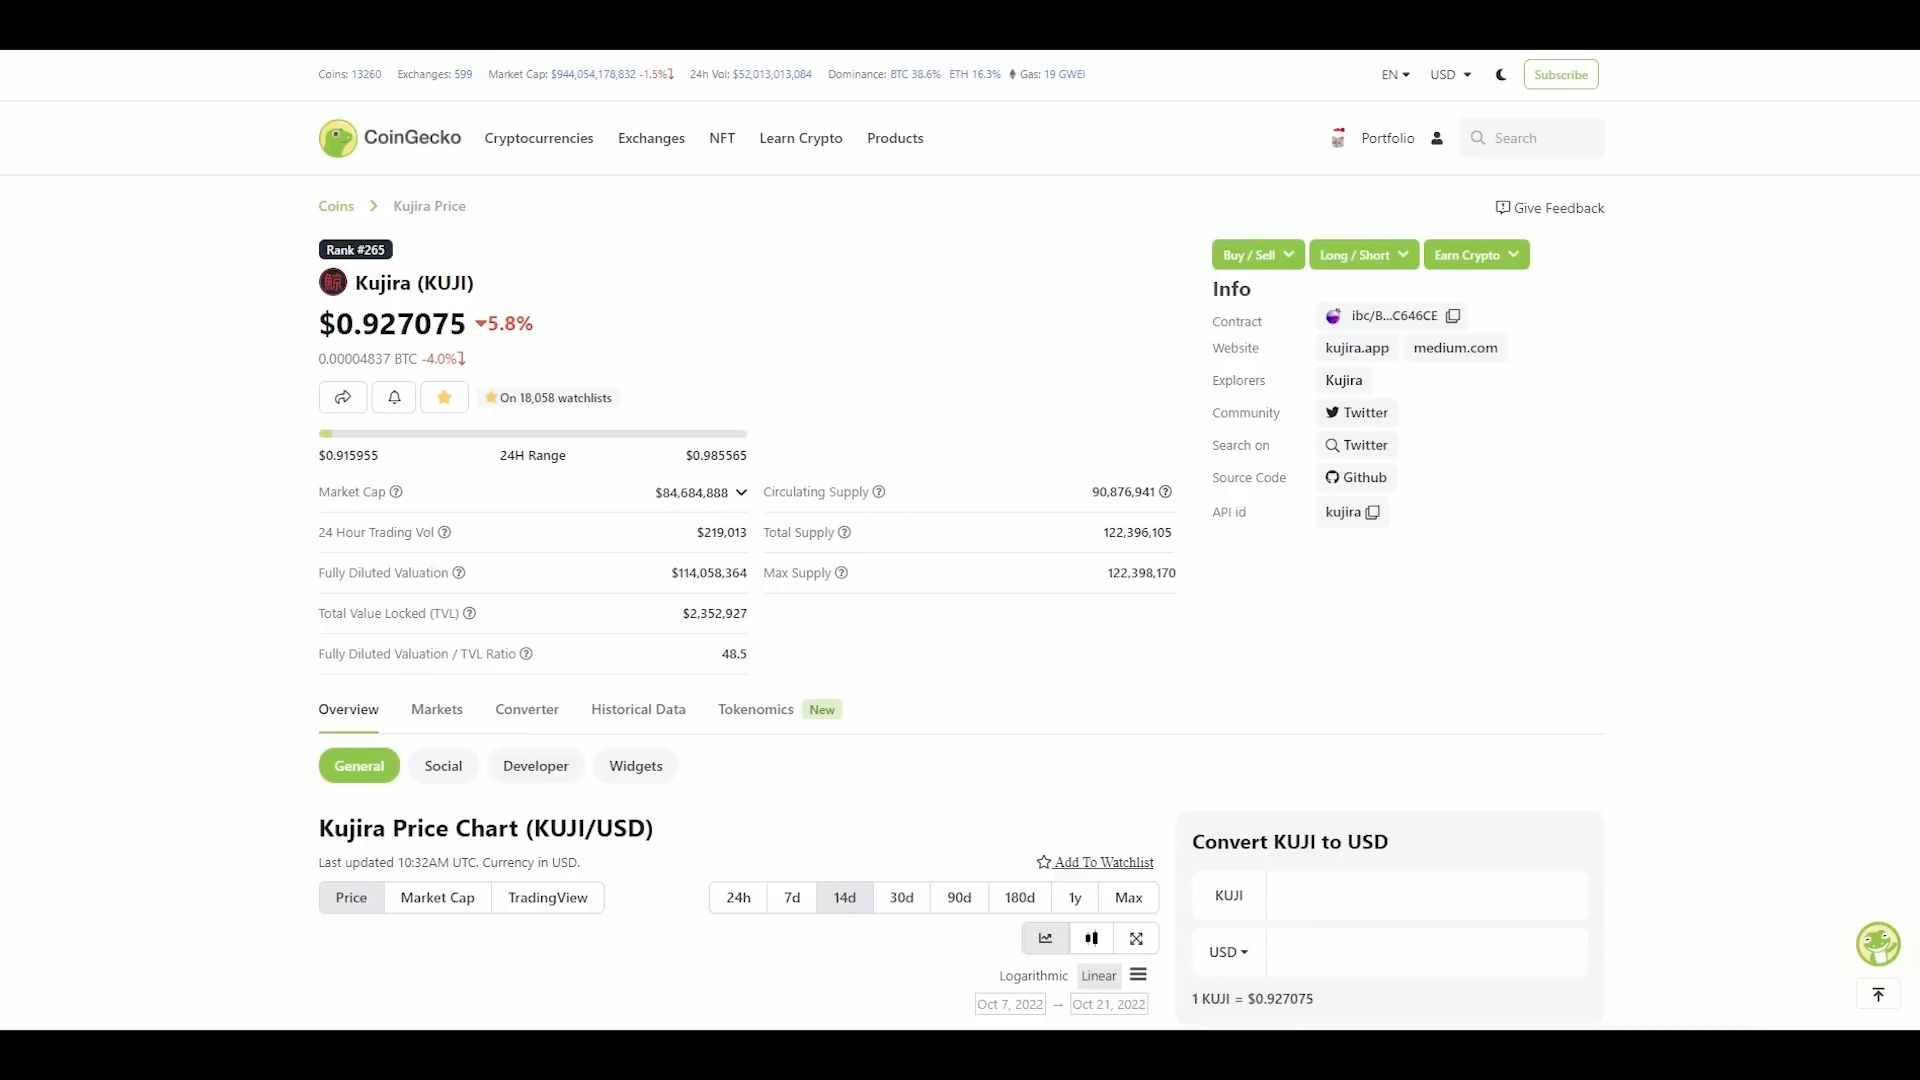 Coins: 13260 Exchanges: 599 Market Cap: $944,054,178,832 -1.5% 24h Vol: $52,013,013,084 Dominance: BTC 38.6% ETH 16.3% Gas: 19 GWEI EN USD Subscribe
CoinGecko Cryptocurrencies Exchanges NFT Learn Crypto Products Portfolio Search
Coins Kujira Price
Give Feedback
Rank #265
Kujira (KUJI)
$0.927075 5.8%
0.00004837 BTC -4.0%
On 18,058 watchlists
$0.915955 24H Range $0.985565
Market Cap $84,684,888
24 Hour Trading Vol $219,013
Fully Diluted Valuation $114,058,364
Total Value Locked (TVL) $2,352,927
Fully Diluted Valuation / TVL Ratio 48.5
Circulating Supply 90,876,941
Total Supply 122,396,105
Max Supply 122,398,170
Buy / Sell Long / Short Earn Crypto
Info
Contract ibc/B...C646CE
Website kujira.app medium.com
Explorers Kujira
Community Twitter
Search on Twitter
Source Code Github
API id kujira
Overview Markets Converter Historical Data Tokenomics New
General Social Developer Widgets
Kujira Price Chart (KUJI/USD)
Last updated 10:32AM UTC. Currency in USD.
Add To Watchlist
Price Market Cap TradingView
24h 7d 14d 30d 90d 180d 1y Max
Logarithmic Linear
Oct 7, 2022 → Oct 21, 2022
Convert KUJI to USD
KUJI
USD
1 KUJI = $0.927075